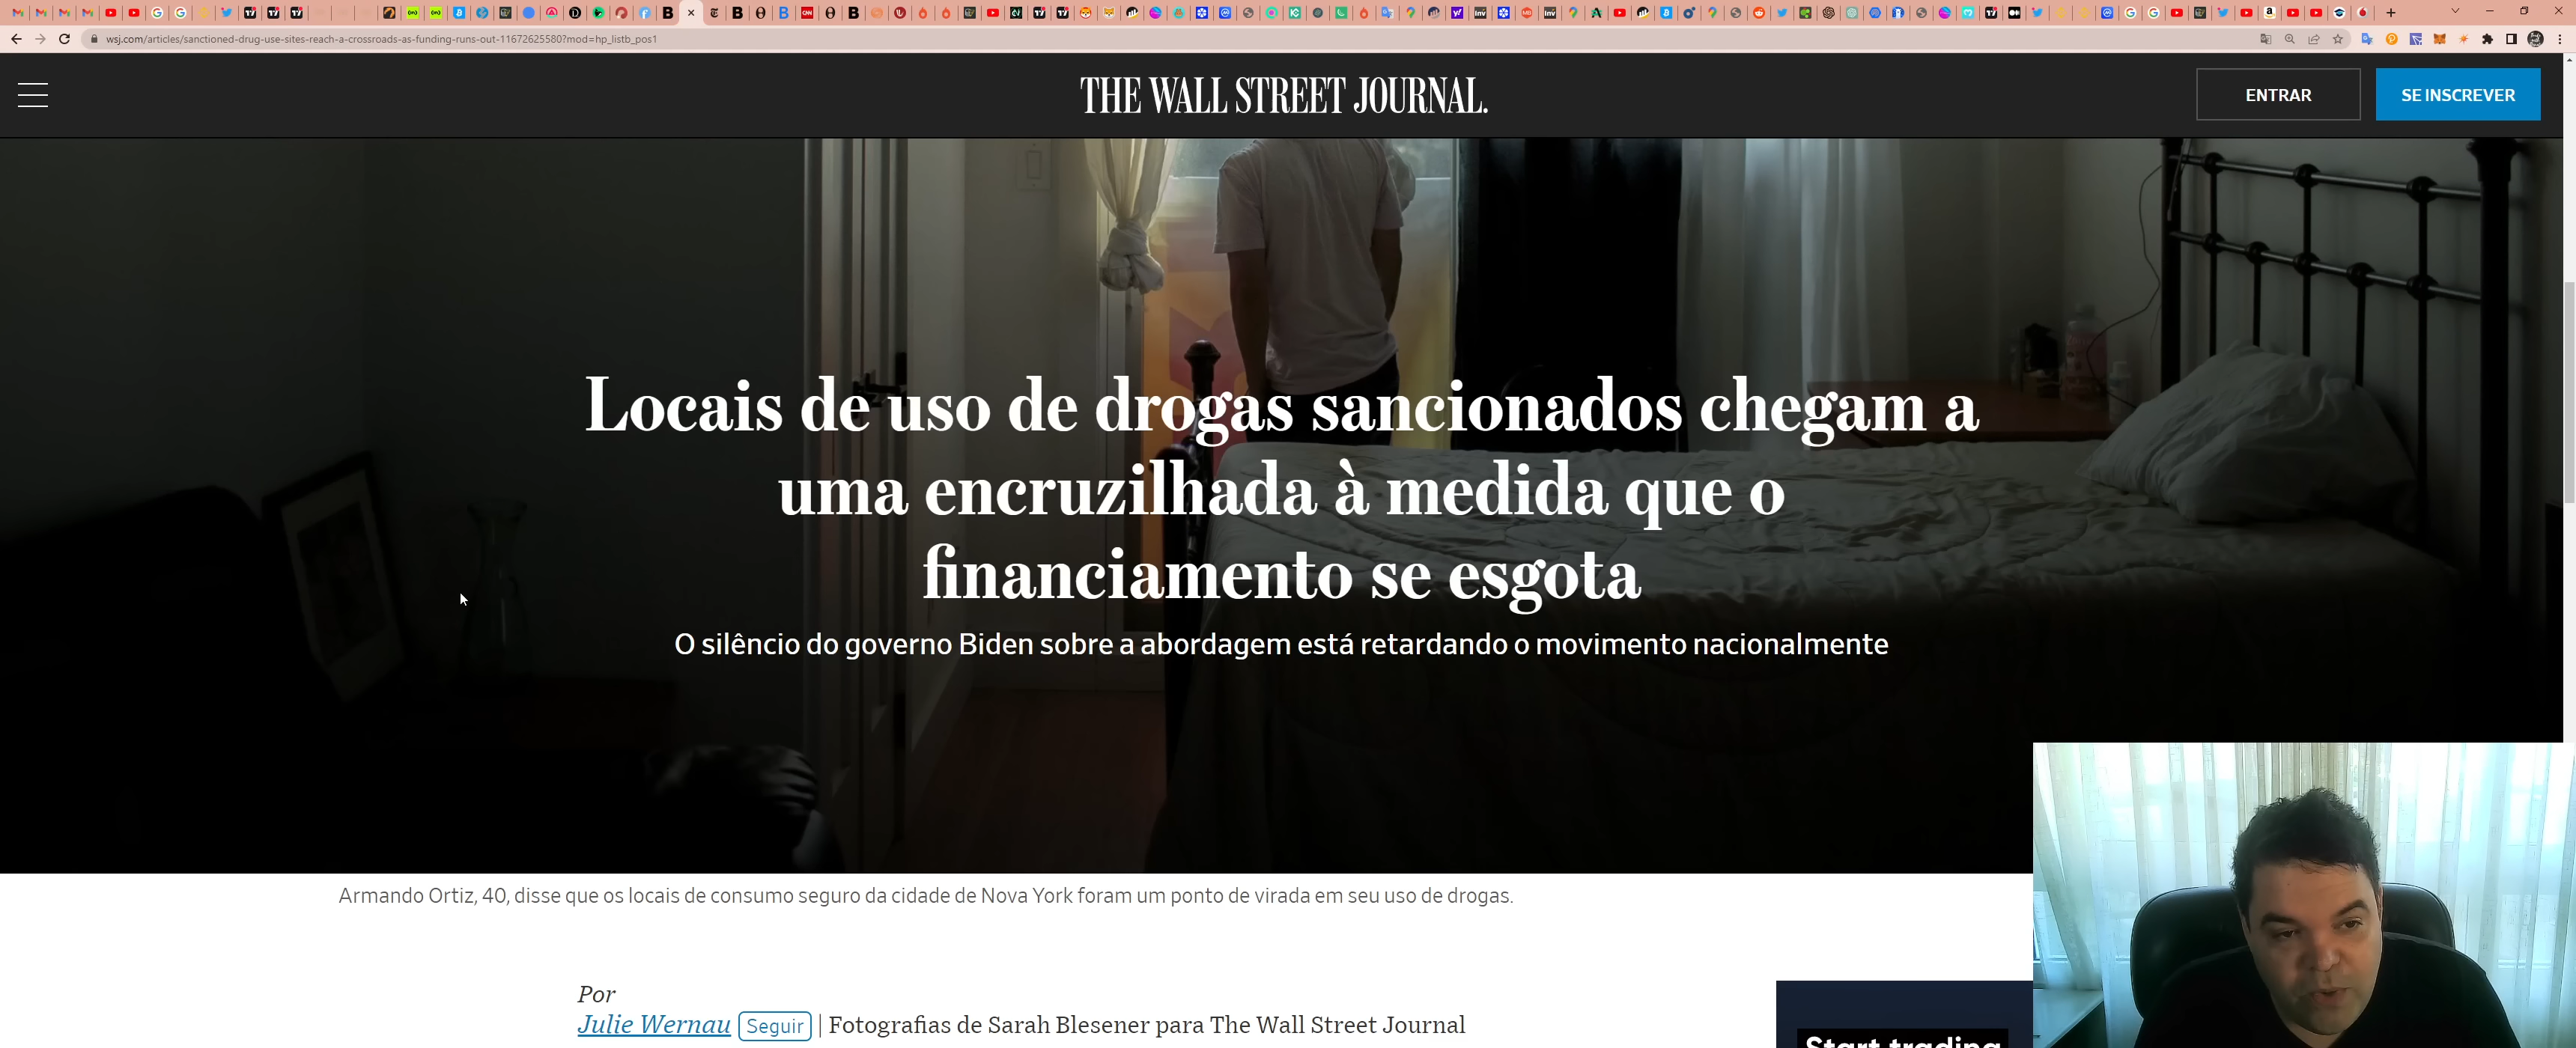 wsj.com/articles/sanctioned-drug-use-sites-reach-a-crossroads-as-funding-runs-out-11672625580?mod=hp_listb_pos1
THE WALL STREET JOURNAL.
ENTRAR
SE INSCREVER
Locais de uso de drogas sancionados chegam a
uma encruzilhada à medida que o
financiamento se esgota
O silêncio do governo Biden sobre a abordagem está retardando o movimento nacionalmente
Armando Ortiz, 40, disse que os locais de consumo seguro da cidade de Nova York foram um ponto de virada em seu uso de drogas.
Por
Julie Wernau Seguir | Fotografias de Sarah Blesener para The Wall Street Journal
Start trading